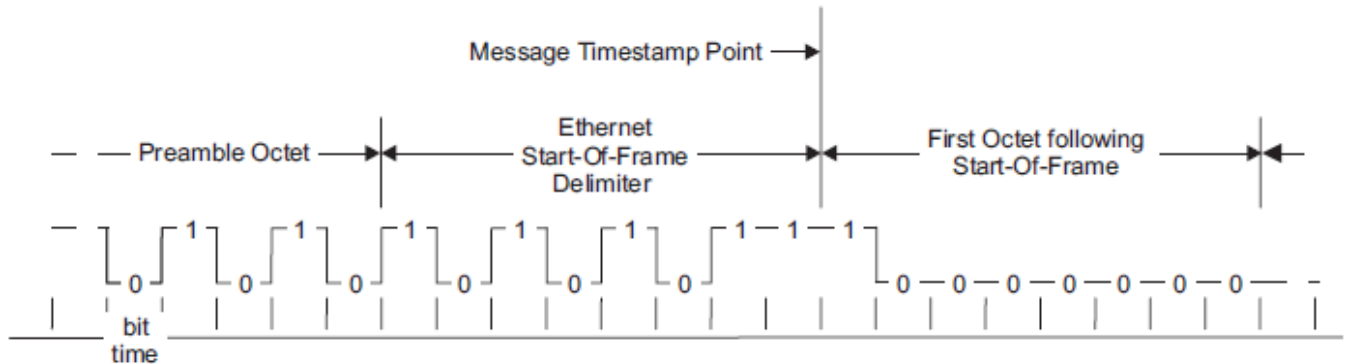 Message Timestamp Point
Preamble Octet
Ethernet
Start-Of-Frame
Delimiter
First Octet following
Start-Of-Frame
0 1 0 1 0 1 0 1 0 1 0 1 1 1 0 0 0 0 0 0 0
bit
time